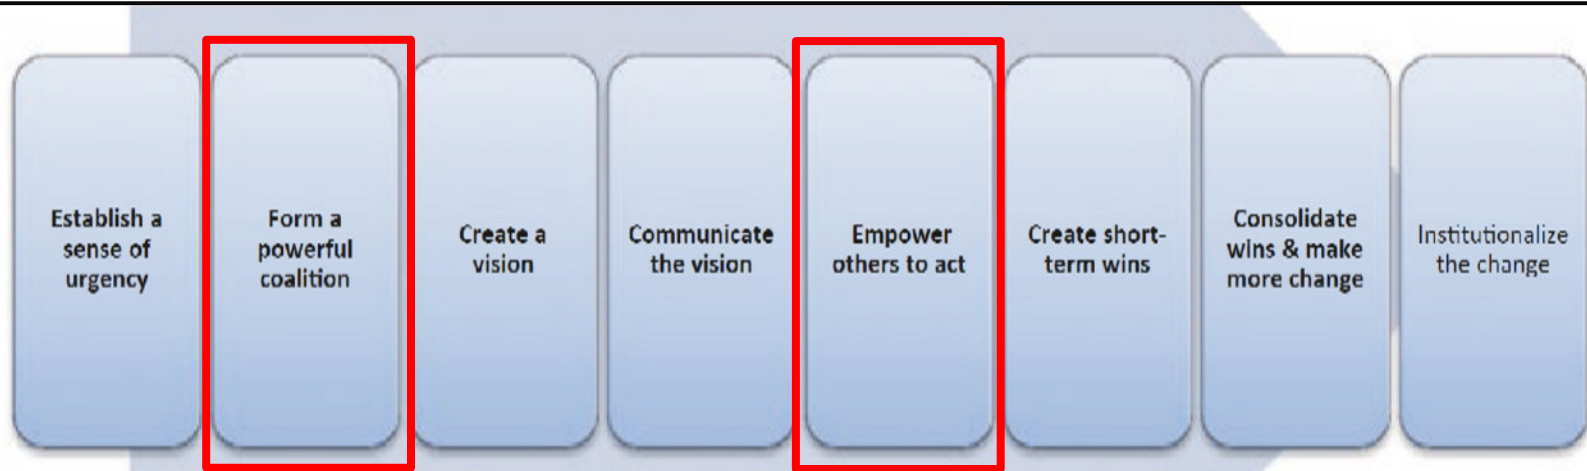 Establish a
sense of
urgency
Form a
powerful
coalition
Create a
vision
Communicate
the vision
Empower
others to act
Create short-
term wins
Consolidate
wins & make
more change
Institutionalize
the change